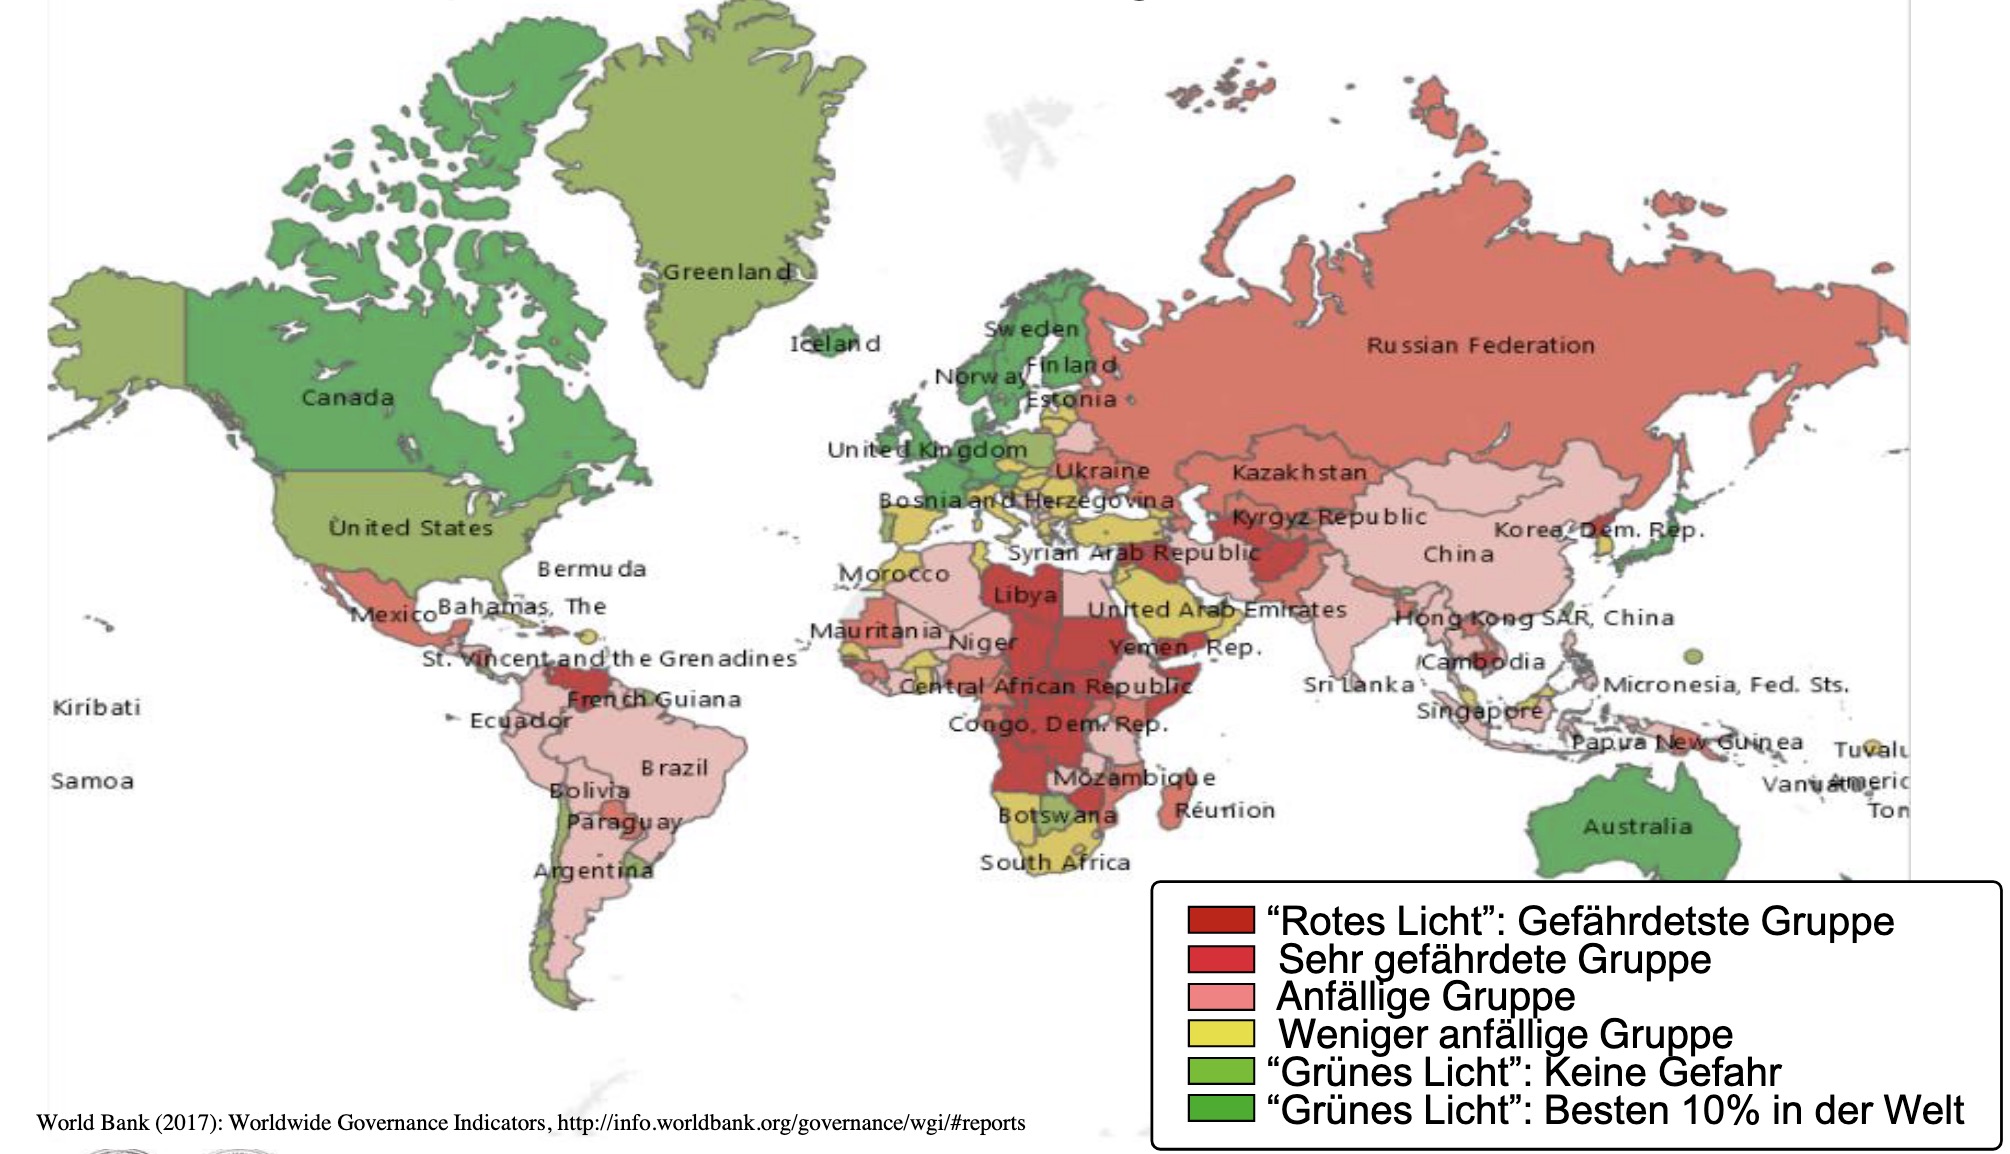 Greenland
Iceland
Sweden
Finland
Norway
Estonia
Russian Federation
Canada
United Kingdom
Ukraine
Kazakhstan
Bosnia and Herzegovina
United States
Kyrgyz Republic
Korea, Dem. Rep.
Syrian Arab Republic
China
Bermuda
Morocco
Libya
Mexico
Bahamas, The
United Arab Emirates
Hong Kong SAR, China
Mauritania
Niger
Yemen, Rep.
St. Vincent and the Grenadines
Cambodia
Central African Republic
Sri Lanka
Micronesia, Fed. Sts.
French Guiana
Kiribati
Ecuador
Congo, Dem. Rep.
Singapore
Papua New Guinea
Tuvalu
Brazil
Samoa
Bolivia
Mozambique
Vanuatu
Americ
Réunion
Ton
Botswana
Paraguay
Australia
South Africa
Argentina
“Rotes Licht”: Gefährdetste Gruppe
Sehr gefährdete Gruppe
Anfällige Gruppe
Weniger anfällige Gruppe
“Grünes Licht”: Keine Gefahr
“Grünes Licht”: Besten 10% in der Welt
World Bank (2017): Worldwide Governance Indicators, http://info.worldbank.org/governance/wgi/#reports